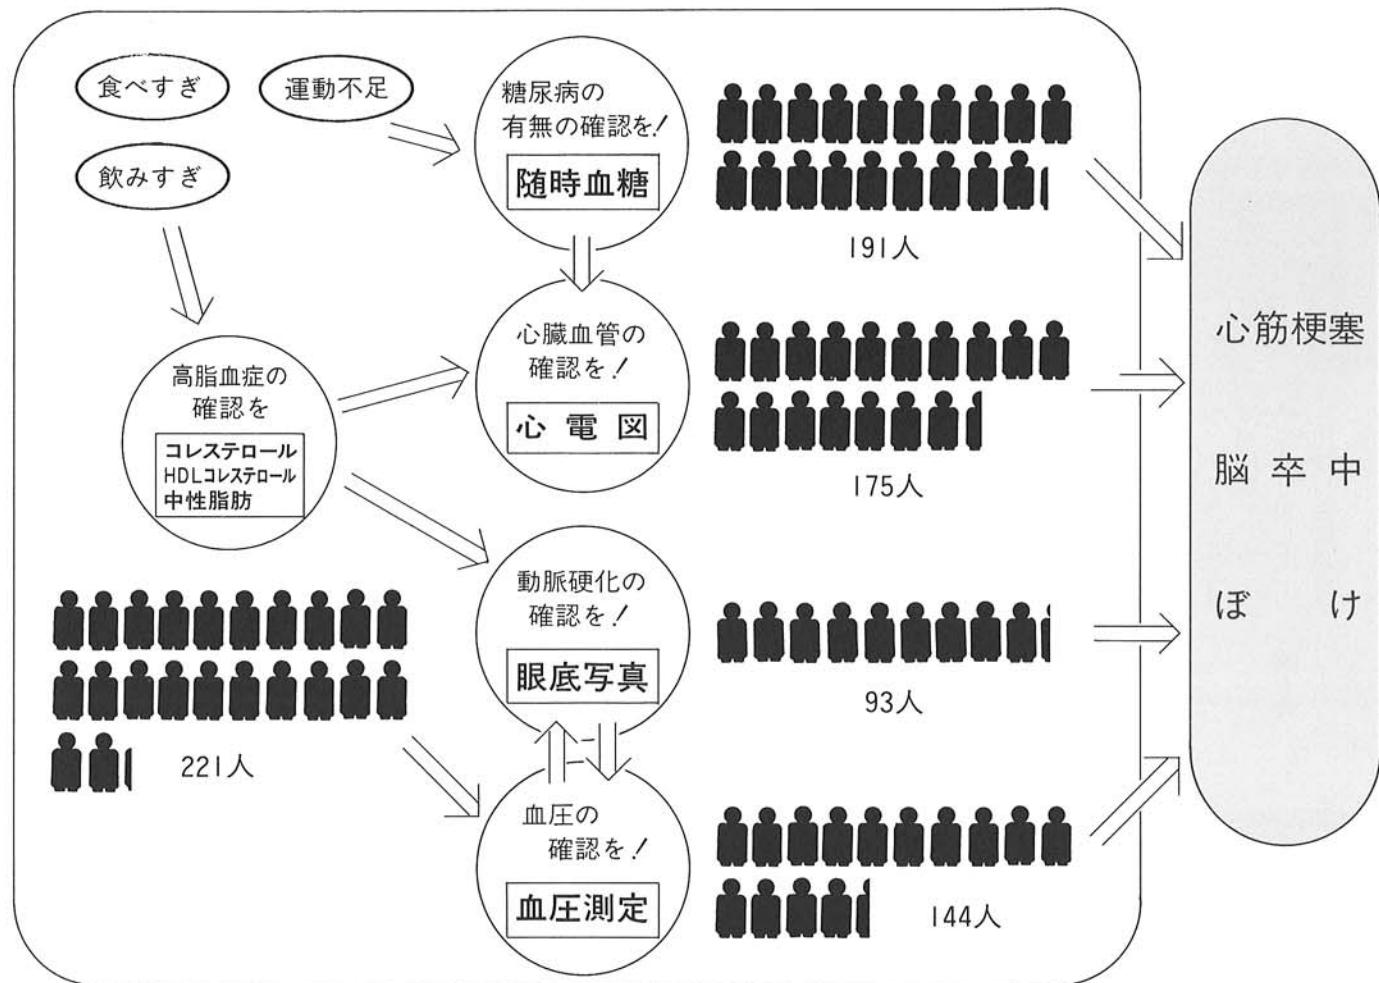 食べすぎ
運動不足
飲みすぎ
糖尿病の
有無の確認を!
随時血糖
191人
心臓血管の
確認を!
心電図
175人
高脂血症の
確認を
コレステロール
HDLコレステロール
中性脂肪
221人
動脈硬化の
確認を!
眼底写真
93人
血圧の
確認を!
血圧測定
144人
心筋梗塞
脳卒中
ぼけ